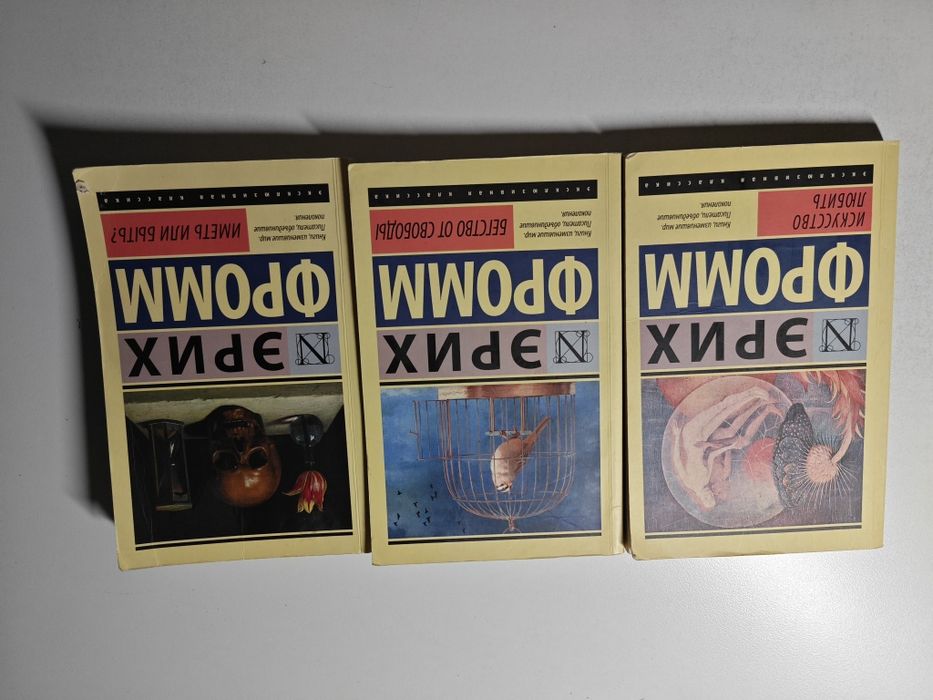 N ЭРИХ
ФРОММ
ИСКУССТВО
ЛЮБИТЬ
Книги, изменившие мир.
Писатели, объединившие
поколения.
ЭКСКЛЮЗИВНАЯ КЛАССИКА
N ЭРИХ
ФРОММ
Книги, изменившие мир.
Писатели, объединившие
поколения.
БЕГСТВО ОТ СВОБОДЫ
ЭКСКЛЮЗИВНАЯ КЛАССИКА
N ЭРИХ
ФРОММ
Книги, изменившие мир.
Писатели, объединившие
поколения.
ИМЕТЬ ИЛИ БЫТЬ?
ЭКСКЛЮЗИВНАЯ КЛАССИКА